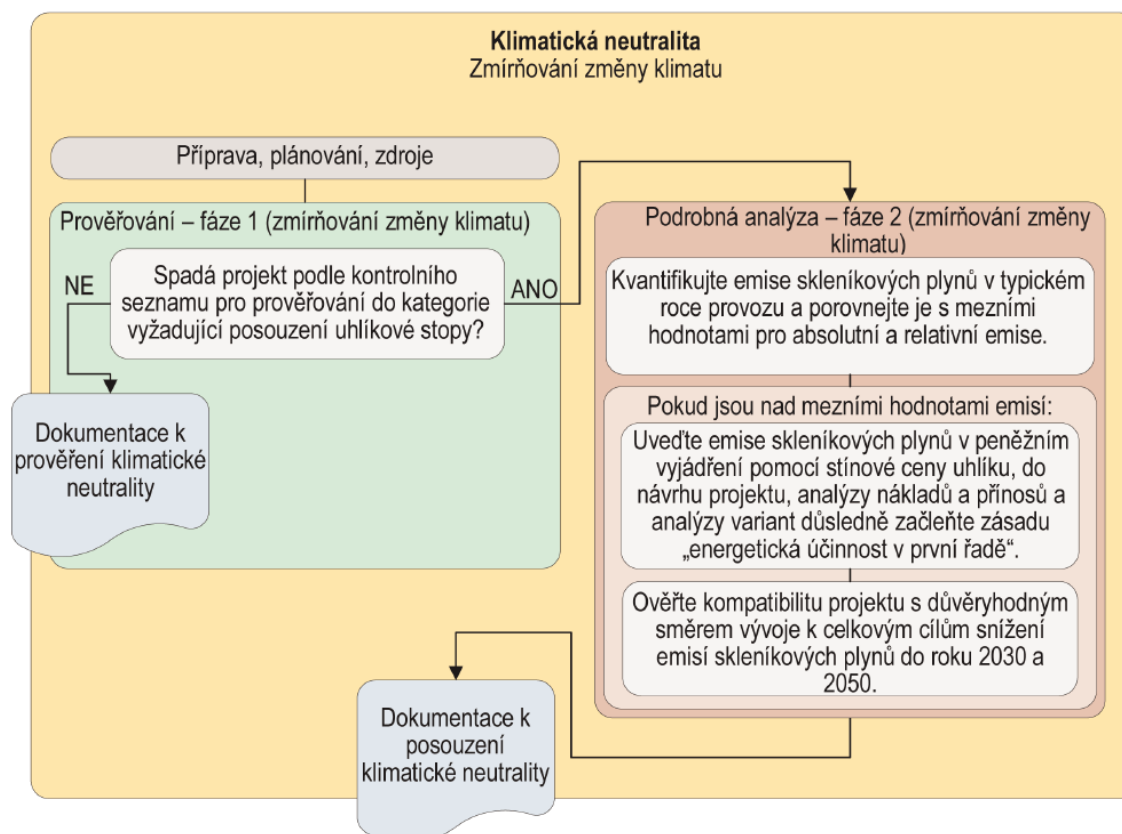 Klimatická neutralita
Zmírňování změny klimatu
Příprava, plánování, zdroje
Prověřování – fáze 1 (zmírňování změny klimatu)
NE
Spadá projekt podle kontrolního
seznamu pro prověřování do kategorie
vyžadující posouzení uhlíkové stopy?
ANO
Dokumentace k
prověření klimatické
neutrality
Podrobná analýza – fáze 2 (zmírňování změny
klimatu)
Kvantifikujte emise skleníkových plynů v typickém
roce provozu a porovnejte je s mezními
hodnotami pro absolutní a relativní emise.
Pokud jsou nad mezními hodnotami emisí:
Uveďte emise skleníkových plynů v peněžním
vyjádření pomocí stínové ceny uhlíku, do
návrhu projektu, analýzy nákladů a přínosů a
analýzy variant důsledně začleňte zásadu
„energetická účinnost v první řadě“.
Ověřte kompatibilitu projektu s důvěryhodným
směrem vývoje k celkovým cílům snížení
emisí skleníkových plynů do roku 2030 a
2050.
Dokumentace k
posouzení
klimatické neutrality